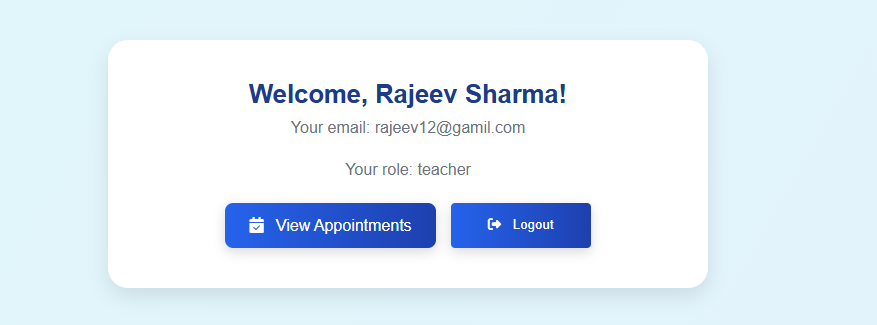 Welcome, Rajeev Sharma!
Your email: rajeev12@gamil.com
Your role: teacher
View Appointments
Logout